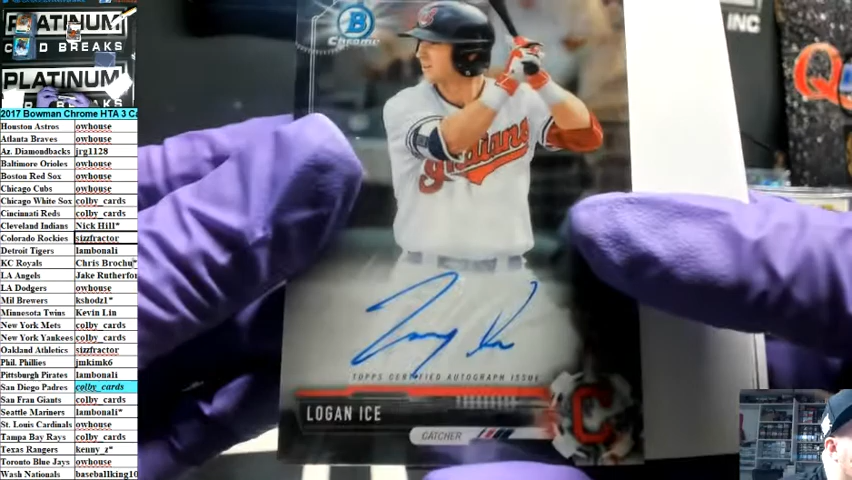 PLATINUM
CARD BREAKS
PLATINUM
BREAKS
2017 Bowman Chrome HTA 3 Ca
Houston Astros owhouse
Atlanta Braves owhouse
Az. Diamondbacks jrg1128
Baltimore Orioles owhouse
Boston Red Sox owhouse
Chicago Cubs owhouse
Chicago White Sox colby_cards
Cincinnati Reds colby_cards
Cleveland Indians Nick Hill*
Colorado Rockies sizzfractor
Detroit Tigers lambonali
KC Royals Chris Brochu*
LA Angels Jake Rutherfor
LA Dodgers owhouse
Mil Brewers kshodz1*
Minnesota Twins Kevin Lin
New York Mets colby_cards
New York Yankees colby_cards
Oakland Athletics sizzfractor
Phil. Phillies jmkimk6
Pittsburgh Pirates lambonali
San Diego Padres colby_cards
San Fran Giants colby_cards
Seattle Mariners lambonali*
St. Louis Cardinals owhouse
Tampa Bay Rays colby_cards
Texas Rangers kenny_z*
Toronto Blue Jays owhouse
Wash Nationals baseballking10
B
Chrome
INC
Indians
TOPPS CERTIFIED AUTOGRAPH ISSUE
LOGAN ICE
CATCHER
C